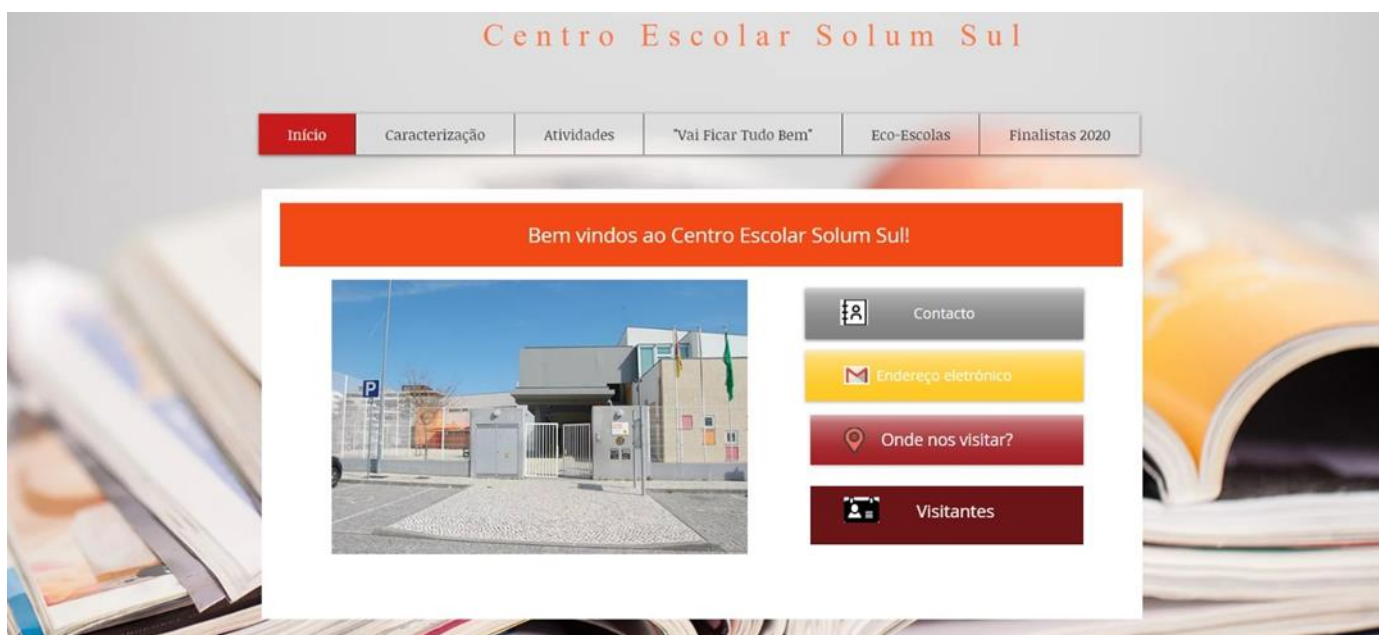 Centro Escolar Solum Sul
Início
Caracterização
Atividades
"Vai Ficar Tudo Bem"
Eco-Escolas
Finalistas 2020
Bem vindos ao Centro Escolar Solum Sul!
P
Contacto
Endereço eletrónico
Onde nos visitar?
Visitantes